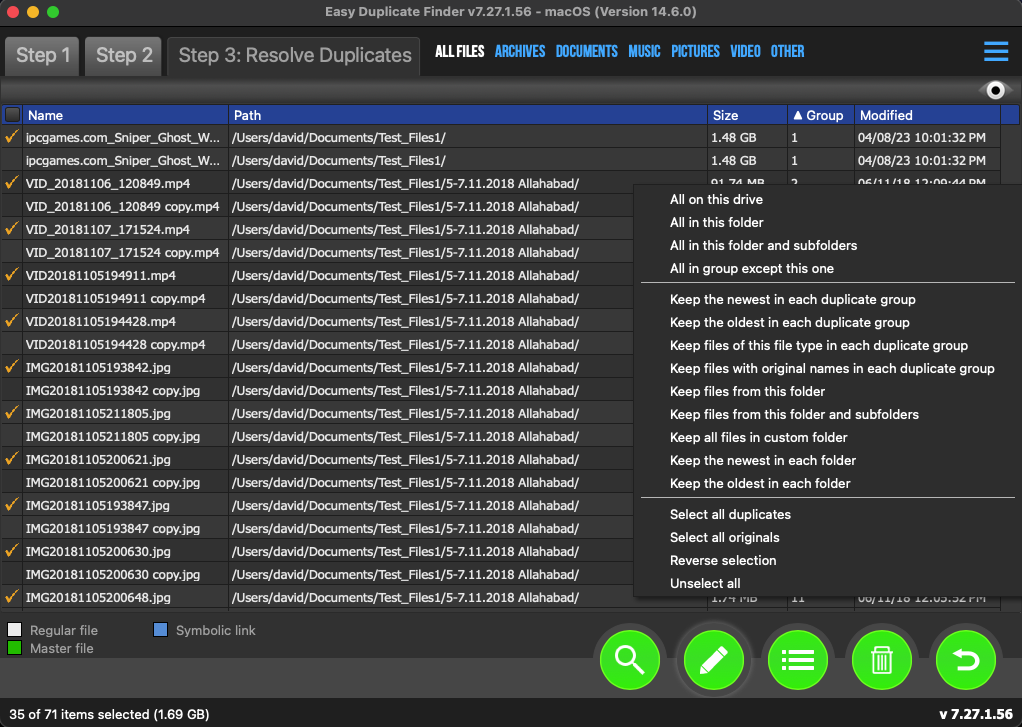 Easy Duplicate Finder v7.27.1.56 - macOS (Version 14.6.0)
Step 1 Step 2 Step 3: Resolve Duplicates ALL FILES ARCHIVES DOCUMENTS MUSIC PICTURES VIDEO OTHER
Name Path Size ▲ Group Modified
ipcgames.com_Sniper_Ghost_W... /Users/david/Documents/Test_Files1/ 1.48 GB 1 04/08/23 10:01:32 PM
ipcgames.com_Sniper_Ghost_W... /Users/david/Documents/Test_Files1/ 1.48 GB 1 04/08/23 10:01:32 PM
VID_20181106_120849.mp4 /Users/david/Documents/Test_Files1/5-7.11.2018 Allahabad/ 91.74 MB 2 06/11/18 12:09:44 PM
VID_20181106_120849 copy.mp4 /Users/david/Documents/Test_Files1/5-7.11.2018 Allahabad/
VID_20181107_171524.mp4 /Users/david/Documents/Test_Files1/5-7.11.2018 Allahabad/
VID_20181107_171524 copy.mp4 /Users/david/Documents/Test_Files1/5-7.11.2018 Allahabad/
VID20181105194911.mp4 /Users/david/Documents/Test_Files1/5-7.11.2018 Allahabad/
VID20181105194911 copy.mp4 /Users/david/Documents/Test_Files1/5-7.11.2018 Allahabad/
VID20181105194428.mp4 /Users/david/Documents/Test_Files1/5-7.11.2018 Allahabad/
VID20181105194428 copy.mp4 /Users/david/Documents/Test_Files1/5-7.11.2018 Allahabad/
IMG20181105193842.jpg /Users/david/Documents/Test_Files1/5-7.11.2018 Allahabad/
IMG20181105193842 copy.jpg /Users/david/Documents/Test_Files1/5-7.11.2018 Allahabad/
IMG20181105211805.jpg /Users/david/Documents/Test_Files1/5-7.11.2018 Allahabad/
IMG20181105211805 copy.jpg /Users/david/Documents/Test_Files1/5-7.11.2018 Allahabad/
IMG20181105200621.jpg /Users/david/Documents/Test_Files1/5-7.11.2018 Allahabad/
IMG20181105200621 copy.jpg /Users/david/Documents/Test_Files1/5-7.11.2018 Allahabad/
IMG20181105193847.jpg /Users/david/Documents/Test_Files1/5-7.11.2018 Allahabad/
IMG20181105193847 copy.jpg /Users/david/Documents/Test_Files1/5-7.11.2018 Allahabad/
IMG20181105200630.jpg /Users/david/Documents/Test_Files1/5-7.11.2018 Allahabad/
IMG20181105200630 copy.jpg /Users/david/Documents/Test_Files1/5-7.11.2018 Allahabad/
IMG20181105200648.jpg /Users/david/Documents/Test_Files1/5-7.11.2018 Allahabad/ 1.74 MB 11
All on this drive
All in this folder
All in this folder and subfolders
All in group except this one
Keep the newest in each duplicate group
Keep the oldest in each duplicate group
Keep files of this file type in each duplicate group
Keep files with original names in each duplicate group
Keep files from this folder
Keep files from this folder and subfolders
Keep all files in custom folder
Keep the newest in each folder
Keep the oldest in each folder
Select all duplicates
Select all originals
Reverse selection
Unselect all
Regular file Symbolic link
Master file
35 of 71 items selected (1.69 GB) v 7.27.1.56